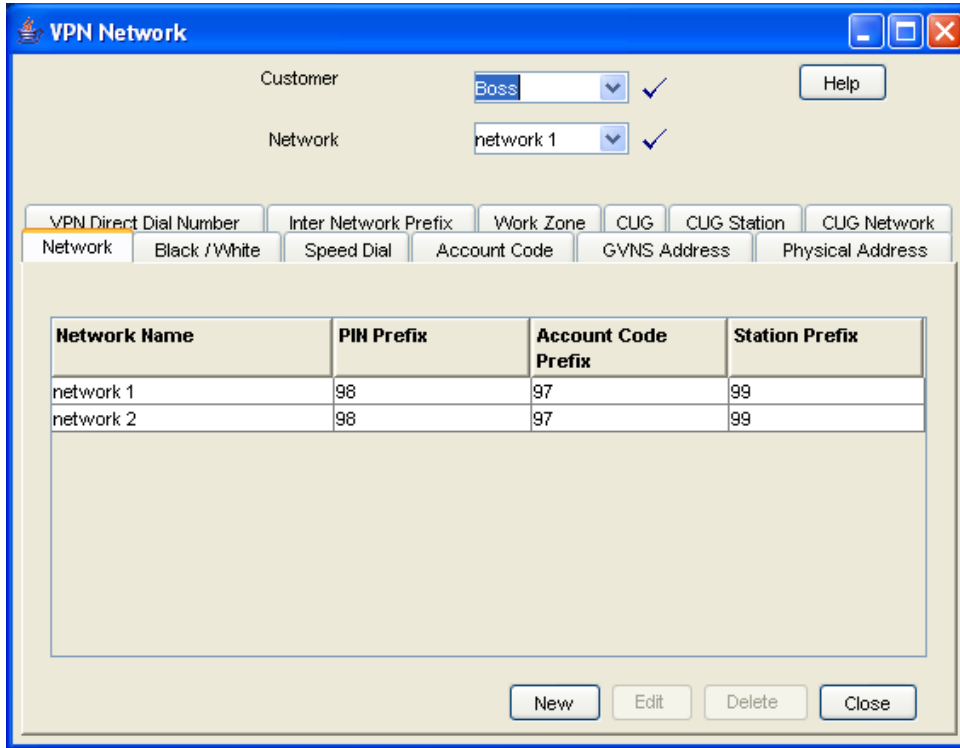 VPN Network
Customer Boss Help
Network network 1
VPN Direct Dial Number Inter Network Prefix Work Zone CUG CUG Station CUG Network
Network Black / White Speed Dial Account Code GVNS Address Physical Address
Network Name PIN Prefix Account Code Prefix Station Prefix
network 1 98 97 99
network 2 98 97 99
New Edit Delete Close